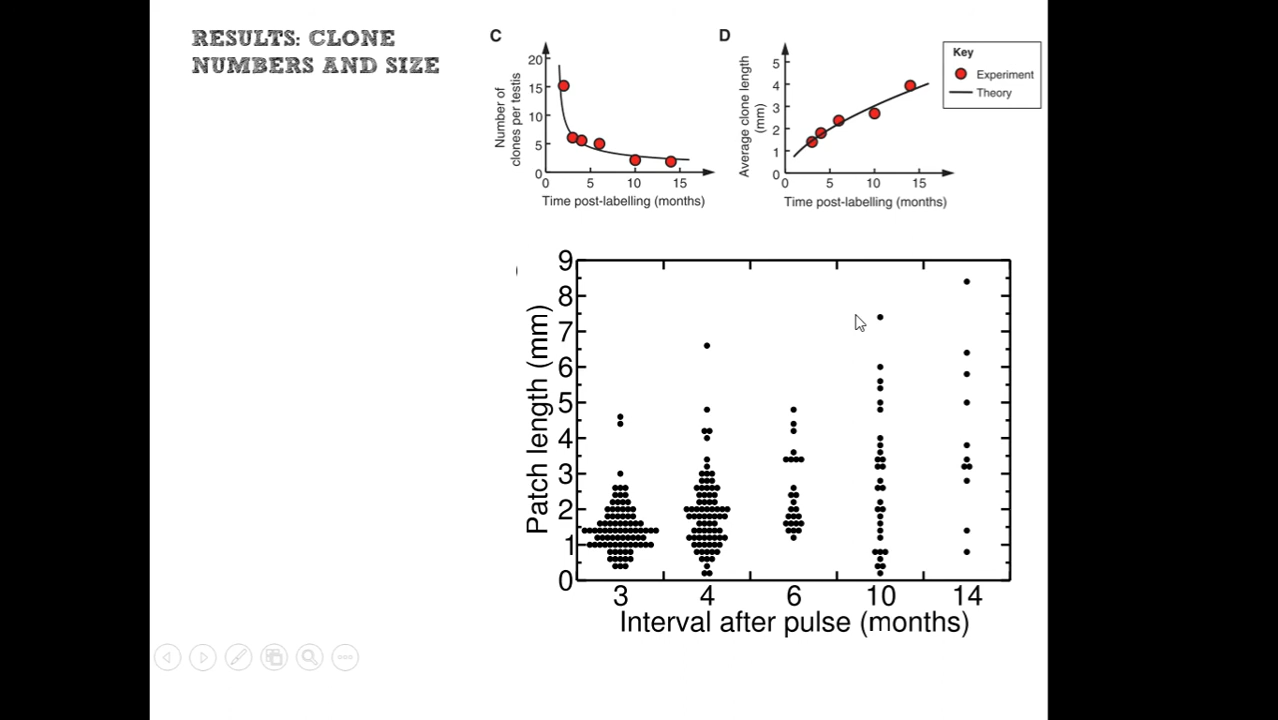 RESULTS: CLONE
NUMBERS AND SIZE
C
Number of
clones per testis
20
15
10
5
0
0 5 10 15
Time post-labelling (months)
D
Average clone length
(mm)
5
4
3
2
1
0
0 5 10 15
Time post-labelling (months)
Key
Experiment
Theory
)
Patch length (mm)
9
8
7
6
5
4
3
2
1
0
3 4 6 10 14
Interval after pulse (months)